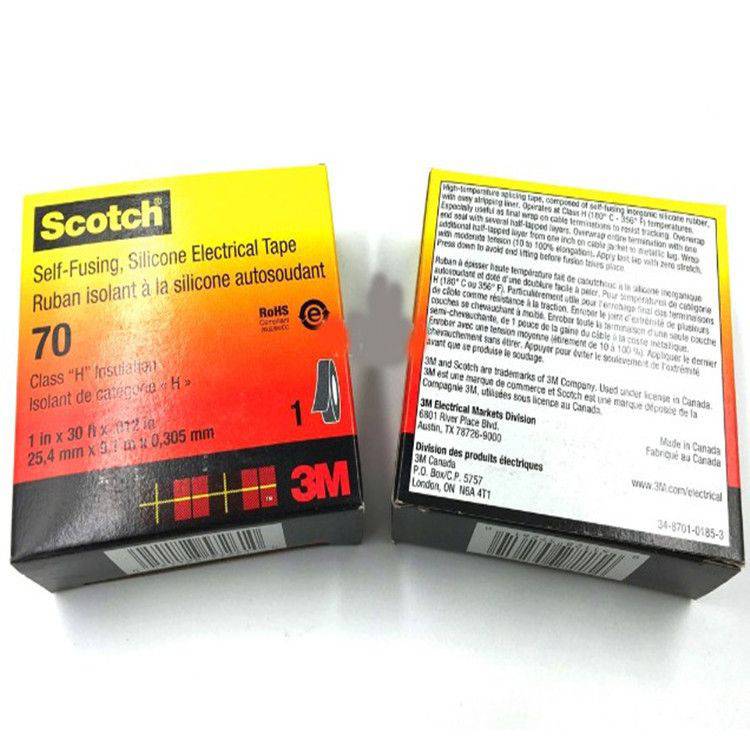 Scotch®
Self-Fusing, Silicone Electrical Tape
Ruban isolant à la silicone autosoudant
70
RoHS
Compliant
e
Class "H" Insulation
Isolant de catégorie « H »
1 in x 30 ft x .012 in
25,4 mm x 9,1 m x 0,305 mm
1
3M
High-temperature splicing tape, composed of self-fusing inorganic silicone rubber,
with easy stripping liner. Operates at Class H (180° C - 356° F) temperatures.
Especially useful as final wrap on cable terminations to resist tracking. Overwrap
end seal with several half-lapped layers. Overwrap entire termination with one
additional half-lapped layer from one inch on cable jacket to metallic lug. Wrap
with moderate tension (10 to 100% elongation). Apply last lap with zero stretch.
Press down to avoid end lifting before fusion takes place.
Ruban à épisser haute température fait de caoutchouc à la silicone inorganique
autosoudant et doté d'une doublure facile à peler. Pour températures de catégorie
H (180° C ou 356° F). Particulièrement utile pour l'enrobage final des terminaisons
de câble comme résistance à la traction. Enrober le joint d'extrémité de plusieurs
couches se chevauchant à moitié. Enrober toute la terminaison d'une haute couche
semi-chevauchante, de 1 pouce de la gaine du câble à la cosse métallique.
Enrober avec une tension moyenne (étirement de 10 à 100 %). Appliquer le dernier
chevauchement sans étirer. Appuyer pour éviter le soulèvement de l'extrémité
avant que se produise le soudage.
3M and Scotch are trademarks of 3M Company. Used under license in Canada.
3M est une marque de commerce et Scotch est une marque déposée de la
Compagnie 3M, utilisées sous licence au Canada.
3M Electrical Markets Division
6801 River Place Blvd.
Austin, TX 78726-9000
Made in Canada
Fabriqué au Canada
Division des produits électriques
3M Canada
P.O. Box/C.P. 5757
London, ON N6A 4T1
www.3M.com/electrical
34-8701-0185-3